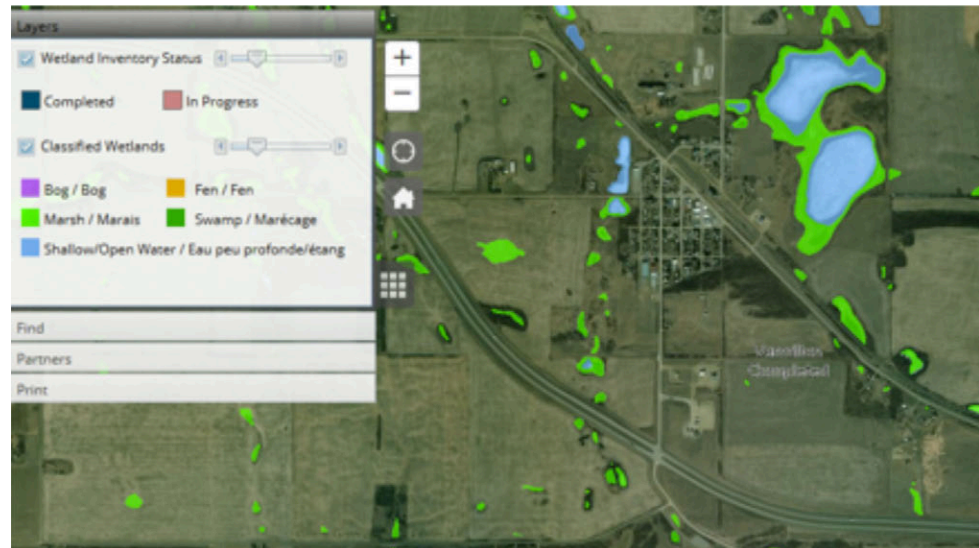 Layers
Wetland Inventory Status
Completed In Progress
Classified Wetlands
Bog / Bog Fen / Fen
Marsh / Marais Swamp / Marécage
Shallow/Open Water / Eau peu profonde/étang
Find
Partners
Print
+
−
Completed